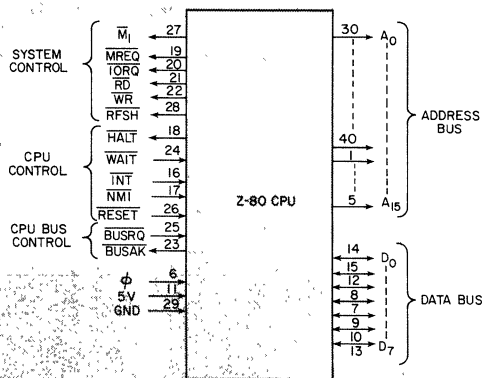 SYSTEM
CONTROL
M1 27
MREQ 19
IORQ 20
RD 21
WR 22
RFSH 28
CPU
CONTROL
HALT 18
WAIT 24
INT 16
NMI 17
RESET 26
CPU BUS
CONTROL
BUSRQ 25
BUSAK 23
ϕ 6
5V 11
GND 29
Z-80 CPU
30 A0
40
1
5 A15
ADDRESS
BUS
14 D0
15
12
8
7
9
10
13 D7
DATA BUS